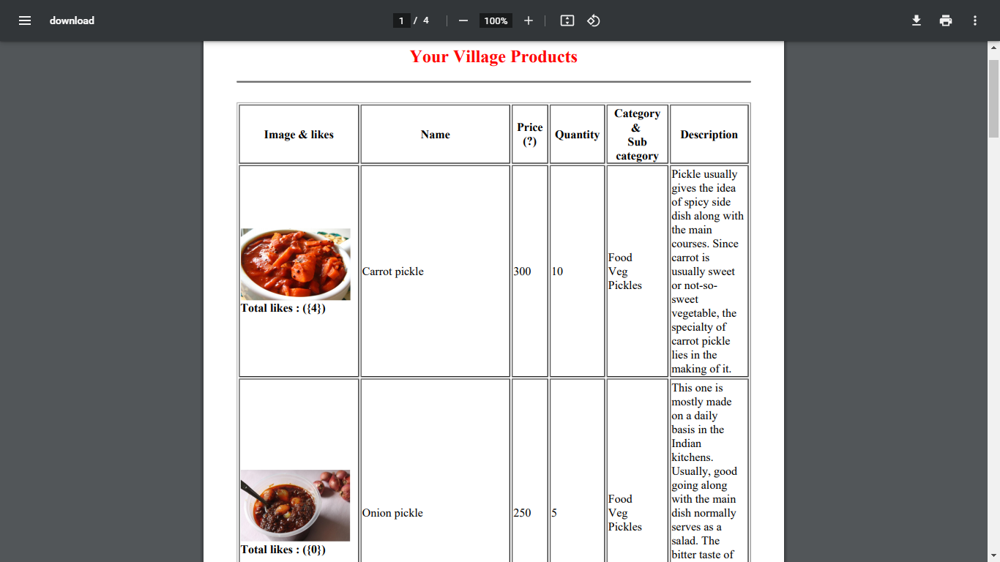 download
1 / 4
100%
Your Village Products
Image & likes
Name
Price
(?)
Quantity
Category
&
Sub
category
Description
Total likes : ({4})
Carrot pickle
300
10
Food
Veg
Pickles
Pickle usually
gives the idea
of spicy side
dish along with
the main
courses. Since
carrot is
usually sweet
or not-so-
sweet
vegetable, the
specialty of
carrot pickle
lies in the
making of it.
Total likes : ({0})
Onion pickle
250
5
Food
Veg
Pickles
This one is
mostly made
on a daily
basis in the
Indian
kitchens.
Usually, good
going along
with the main
dish normally
serves as a
salad. The
bitter taste of